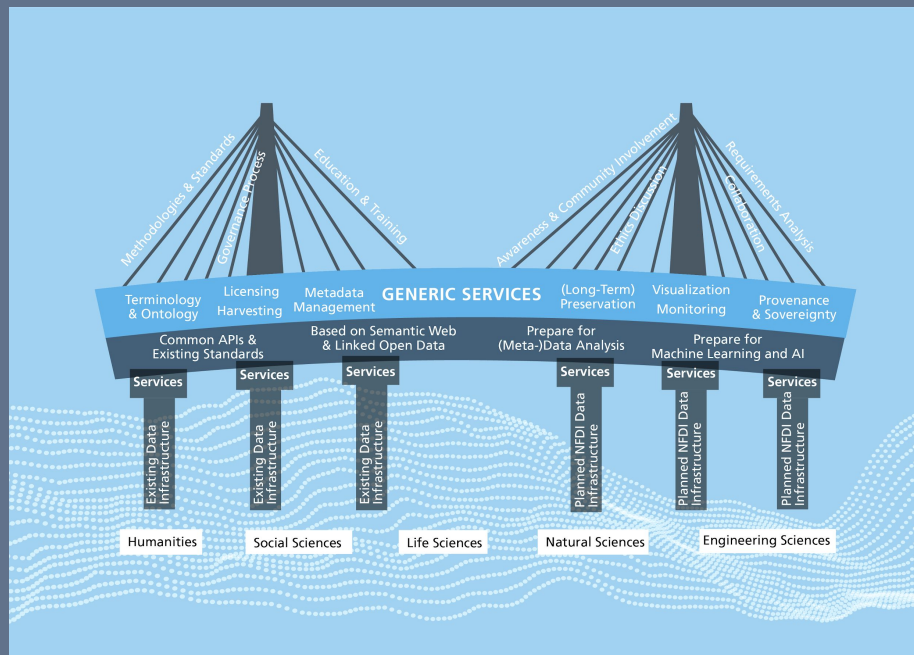 Methodologies & Standards
Governance Process
Education & Training
Awareness & Community Involvement
Ethics Discussion
Collaboration
Requirements Analysis
Terminology
& Ontology
Licensing
Harvesting
Metadata
Management
GENERIC SERVICES
(Long-Term)
Preservation
Visualization
Monitoring
Provenance
& Sovereignty
Common APIs &
Existing Standards
Based on Semantic Web
& Linked Open Data
Prepare for
(Meta-)Data Analysis
Prepare for
Machine Learning and AI
Services
Services
Services
Services
Services
Services
Existing Data
Infrastructure
Existing Data
Infrastructure
Existing Data
Infrastructure
Planned NFDI Data
Infrastructure
Planned NFDI Data
Infrastructure
Planned NFDI Data
Infrastructure
Humanities
Social Sciences
Life Sciences
Natural Sciences
Engineering Sciences